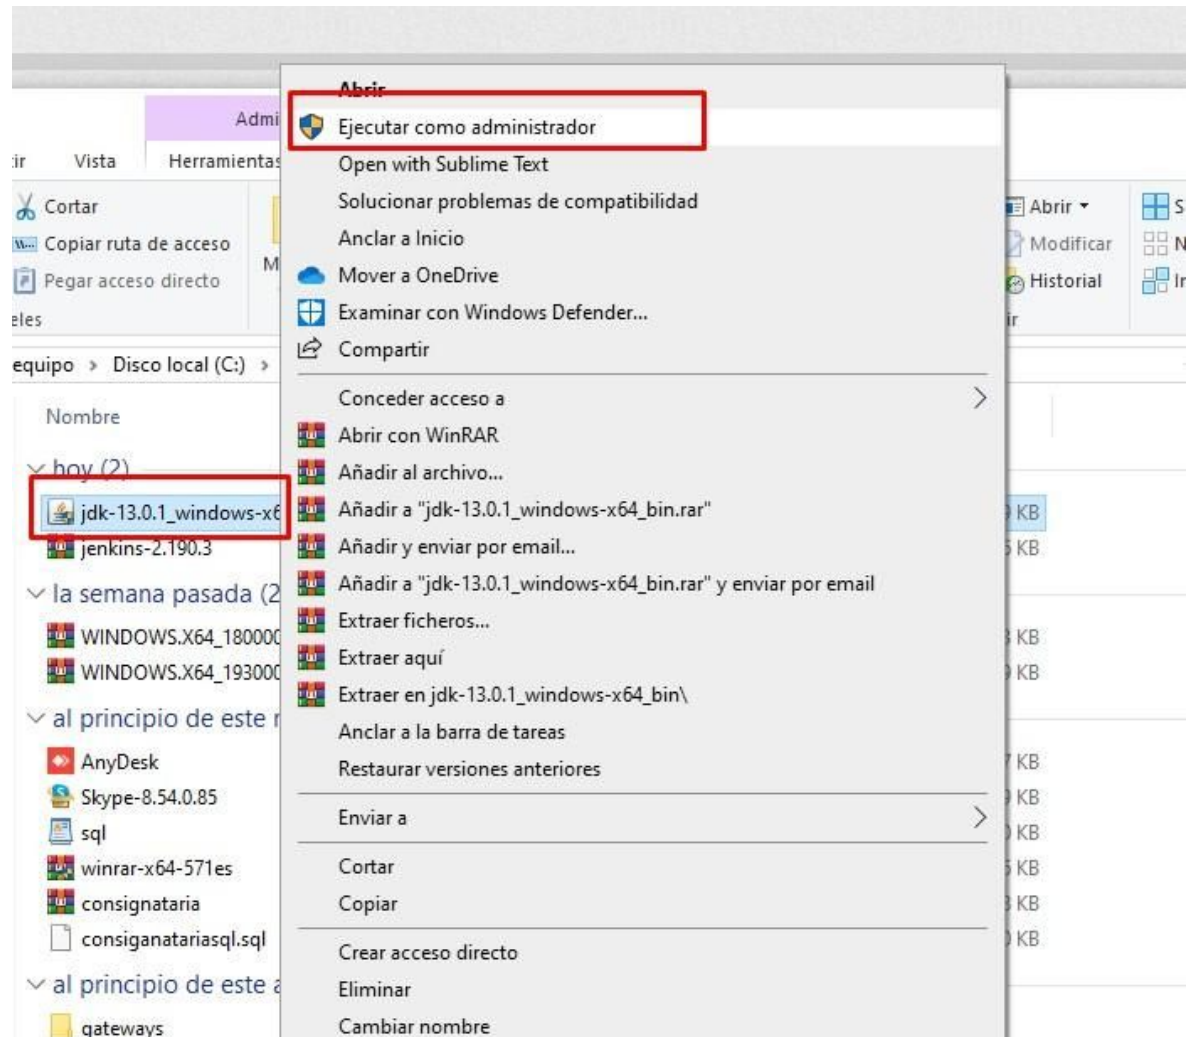 Admi
ir Vista Herramientas
Cortar
Copiar ruta de acceso
Pegar acceso directo
M
eles
equipo > Disco local (C:) >
Nombre
hoy (2)
jdk-13.0.1_windows-x6
jenkins-2.190.3
la semana pasada (2
WINDOWS.X64_180000
WINDOWS.X64_193000
al principio de este
AnyDesk
Skype-8.54.0.85
sql
winrar-x64-571es
consignataria
consiganatariasql.sql
al principio de este a
gateways
Abrir
Ejecutar como administrador
Open with Sublime Text
Solucionar problemas de compatibilidad
Anclar a Inicio
Mover a OneDrive
Examinar con Windows Defender...
Compartir
Conceder acceso a
Abrir con WinRAR
Añadir al archivo...
Añadir a "jdk-13.0.1_windows-x64_bin.rar"
Añadir y enviar por email...
Añadir a "jdk-13.0.1_windows-x64_bin.rar" y enviar por email
Extraer ficheros...
Extraer aquí
Extraer en jdk-13.0.1_windows-x64_bin\
Anclar a la barra de tareas
Restaurar versiones anteriores
Enviar a
Cortar
Copiar
Crear acceso directo
Eliminar
Cambiar nombre
Abrir
Modificar
Historial
ir
S
N
In
KB
KB
KB
KB
KB
KB
KB
KB
KB
KB